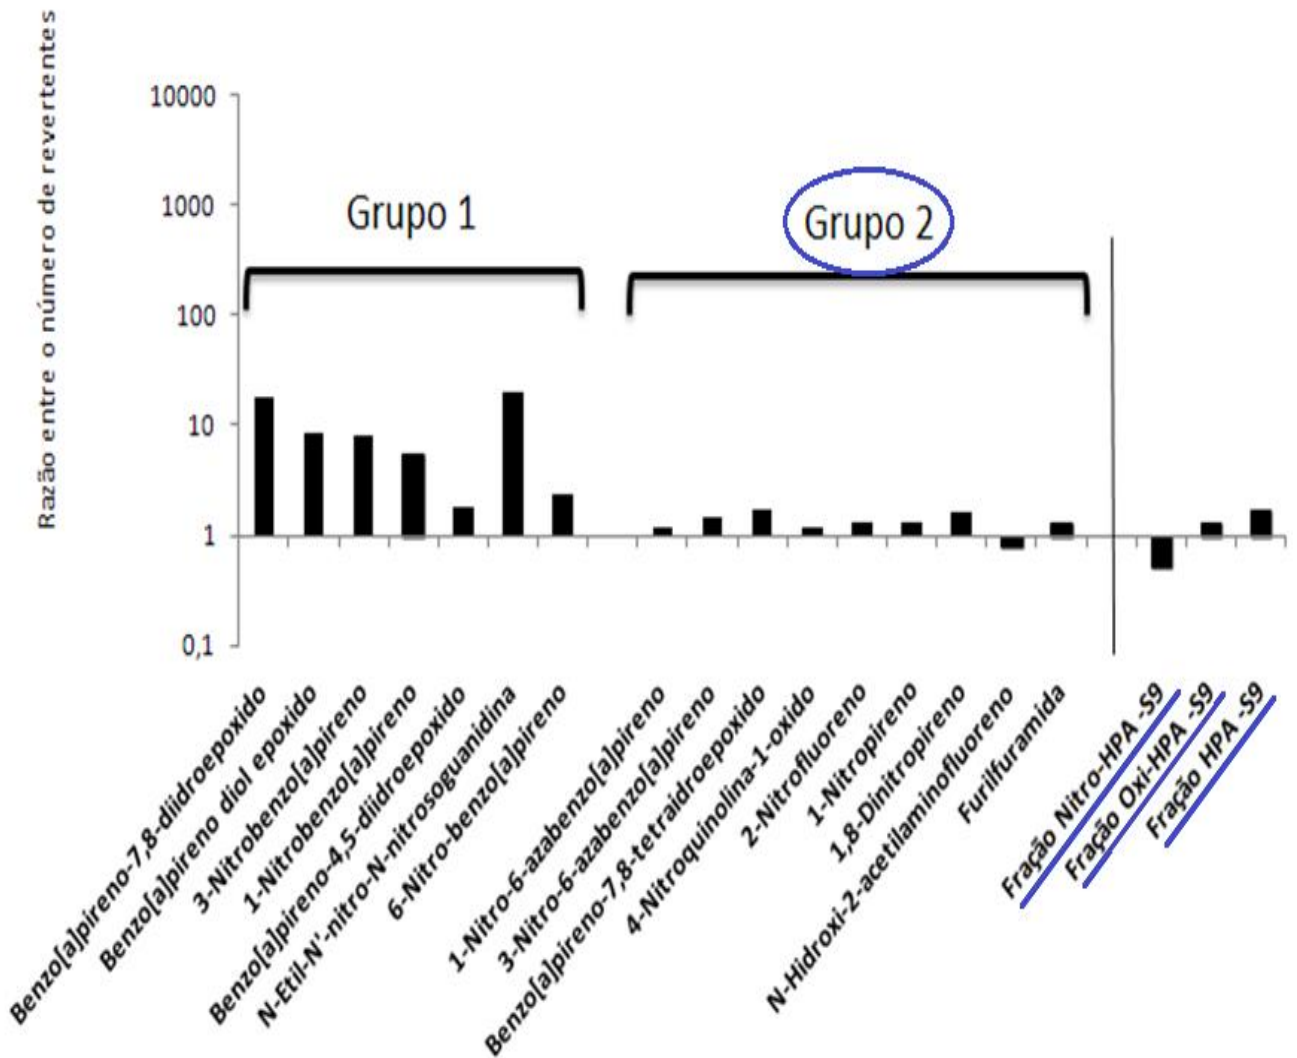 Razão entre o número de revertentes
10000
1000
100
10
1
0,1
Grupo 1
Grupo 2
Benzo[a]pireno-7,8-diidroepoxido
Benzo[a]pireno diol epoxido
3-Nitrobenzo[a]pireno
1-Nitrobenzo[a]pireno
Benzo[a]pireno-4,5-diidroepoxido
N-Etil-N'-nitro-N-nitrosoguanidina
6-Nitro-benzo[a]pireno
1-Nitro-6-azabenzo[a]pireno
3-Nitro-6-azabenzo[a]pireno
Benzo[a]pireno-7,8-tetraidroepoxido
4-Nitroquinolina-1-oxido
2-Nitrofluoreno
1-Nitropireno
1,8-Dinitropireno
N-Hidroxi-2-acetilaminofluoreno
Furilfuramida
Fração Nitro-HPA -S9
Fração Oxi-HPA -S9
Fração HPA -S9